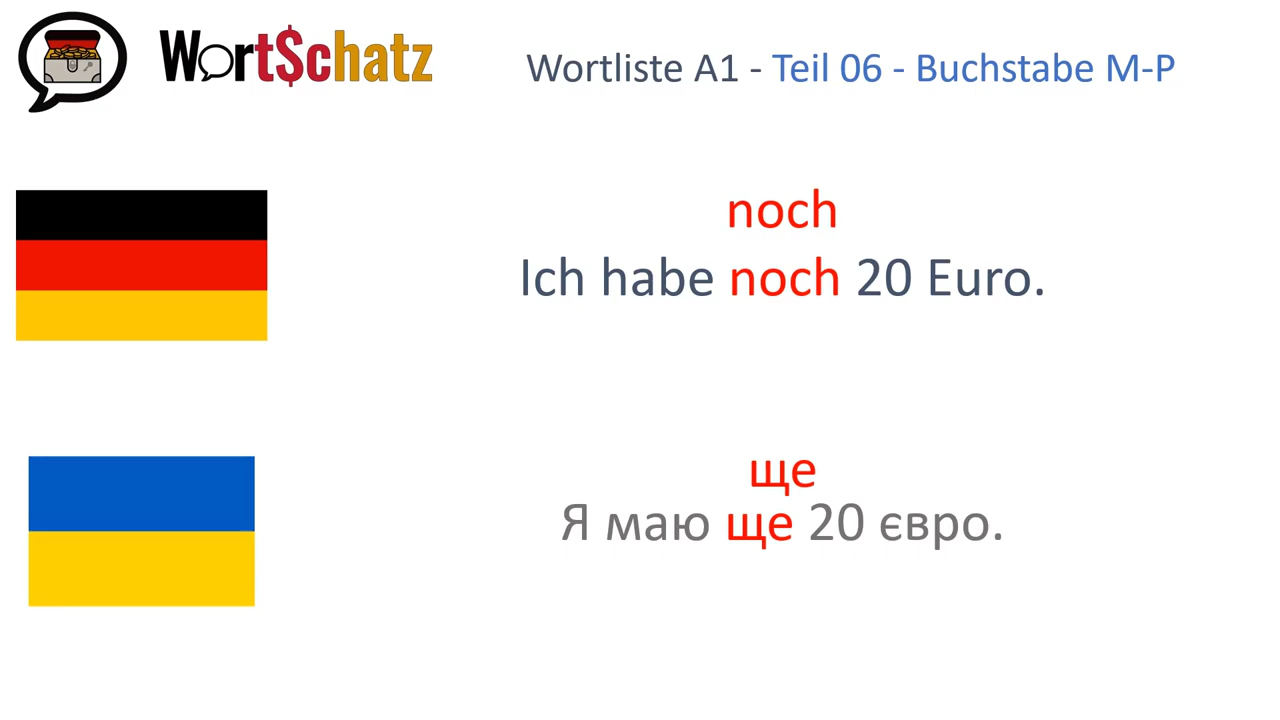 Wort$chatz
Wortliste A1 - Teil 06 - Buchstabe M-P
noch
Ich habe noch 20 Euro.
ще
Я маю ще 20 євро.